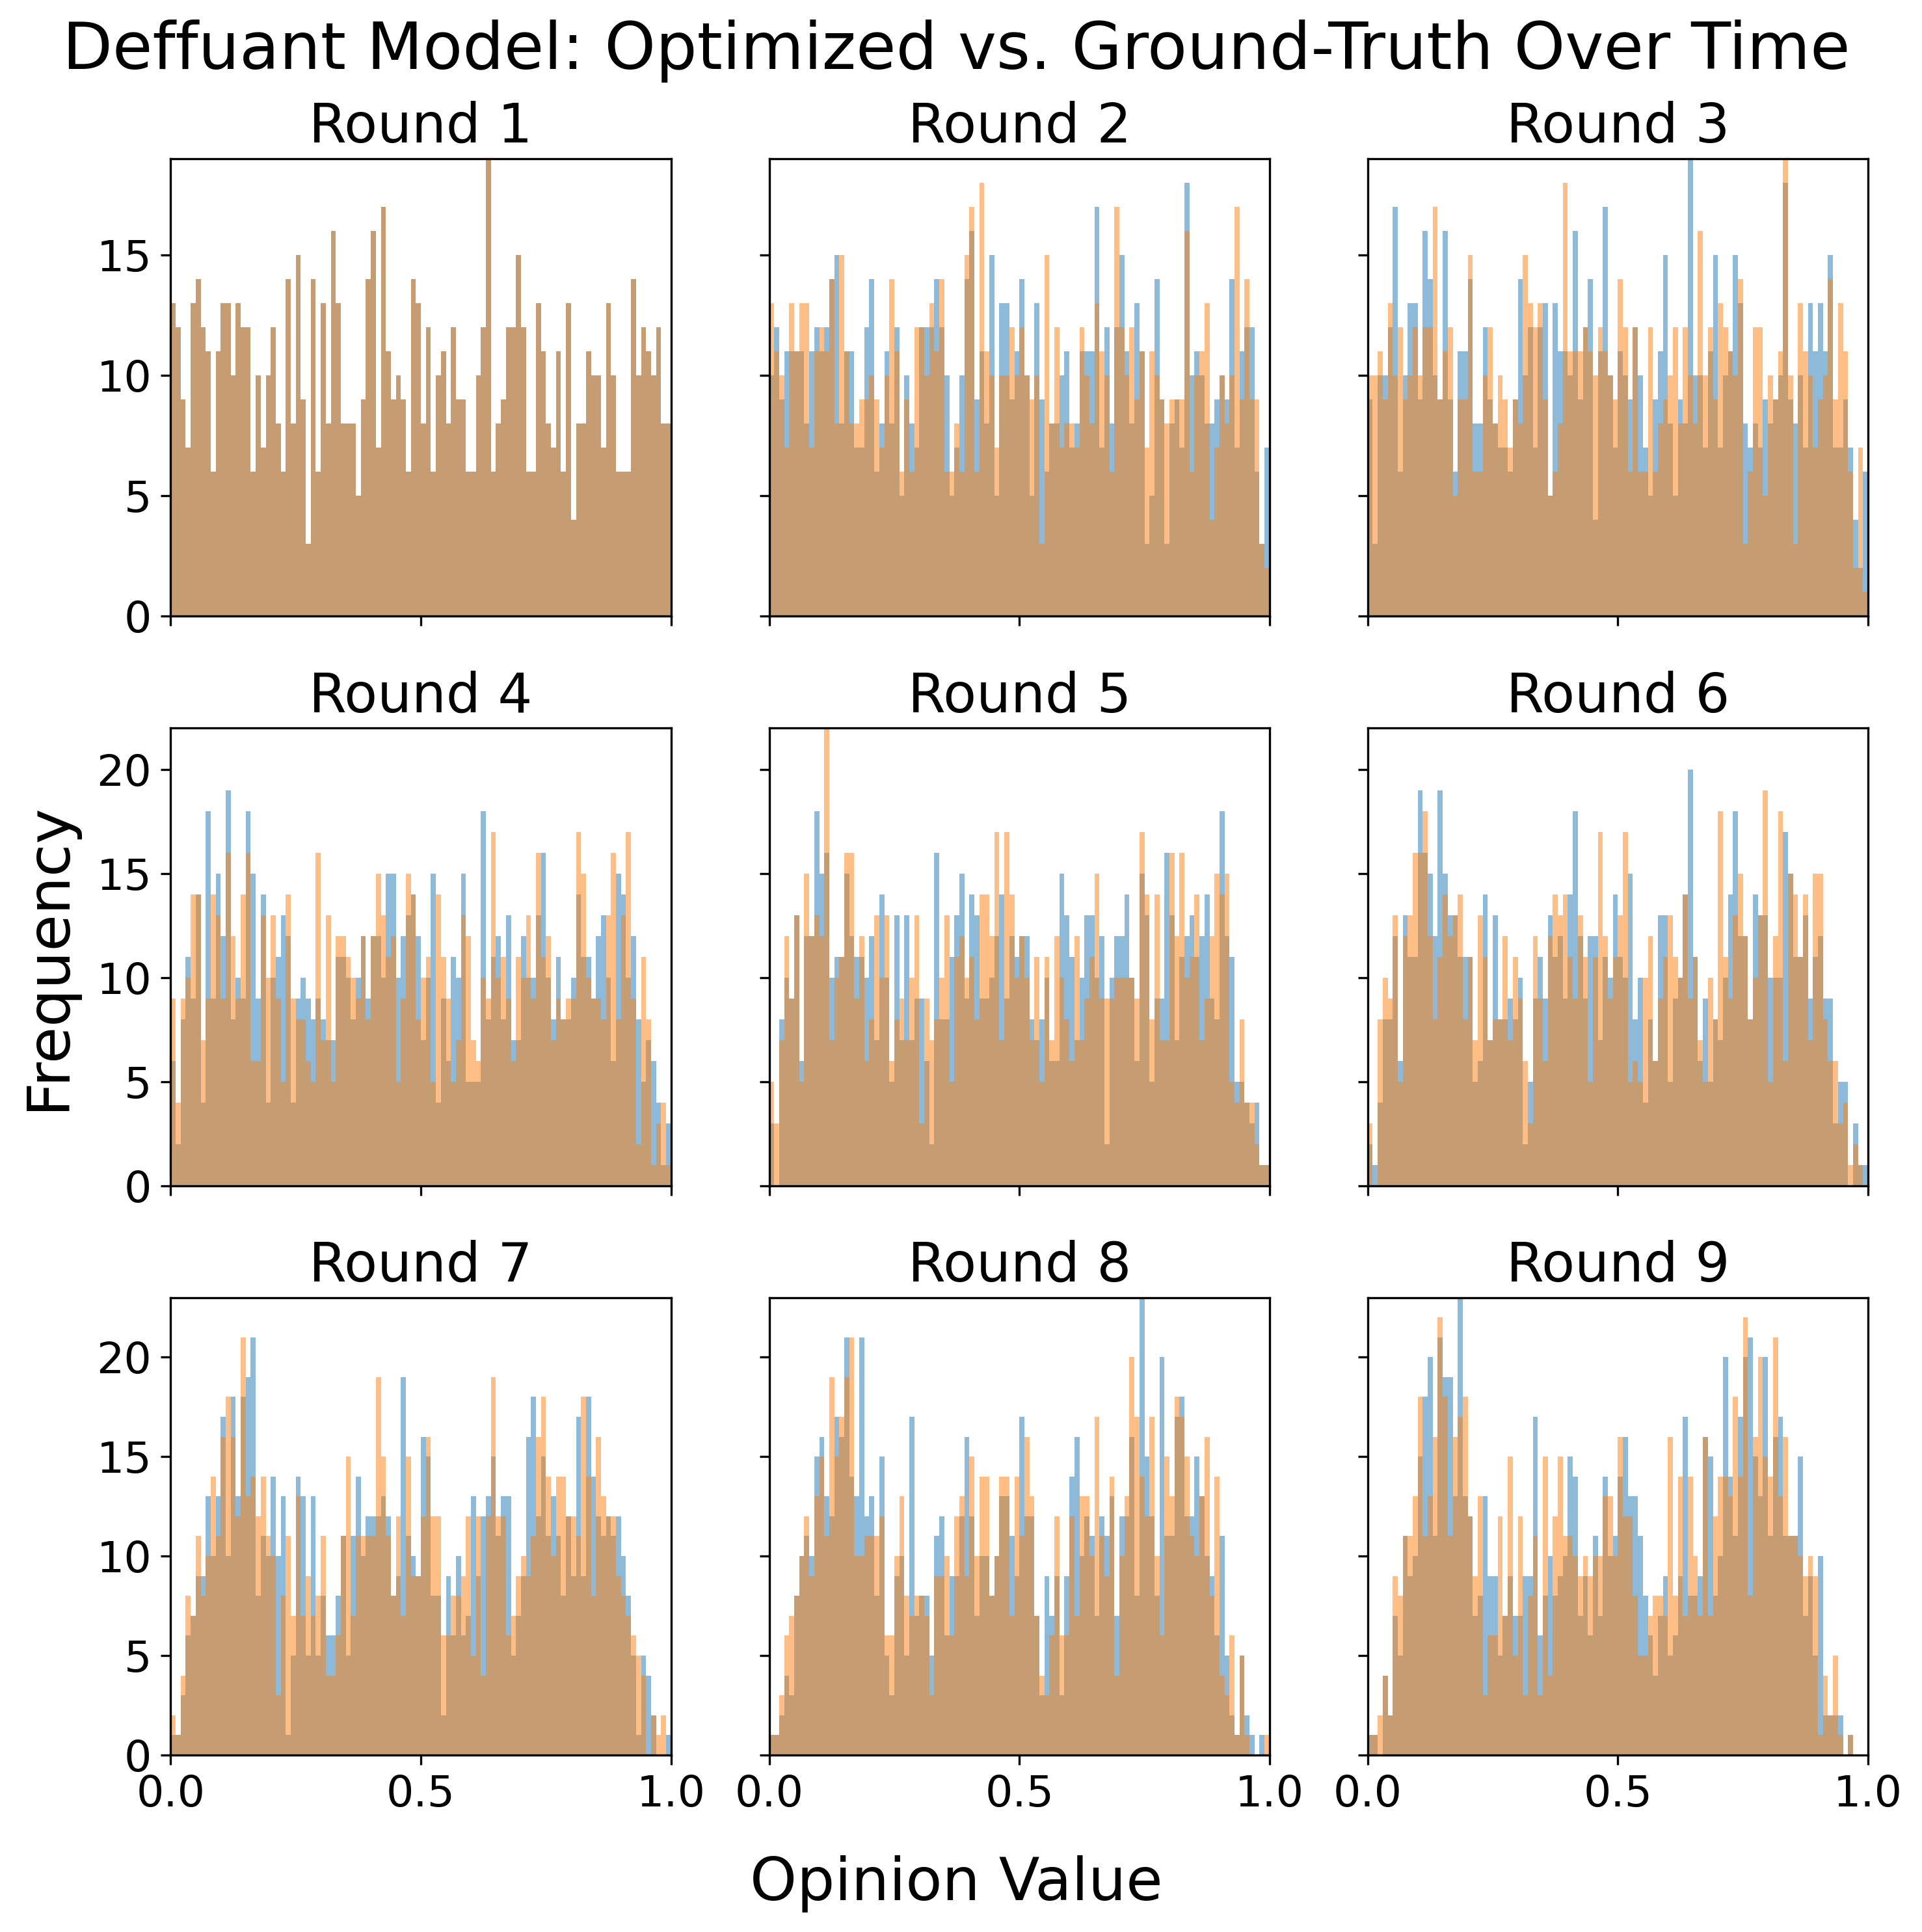 Deffuant Model: Optimized vs. Ground-Truth Over Time
Round 1
Round 2
Round 3
15
10
5
0
Round 4
Round 5
Round 6
20
15
10
5
0
Frequency
Round 7
Round 8
Round 9
20
15
10
5
0
0.0 0.5 1.0
0.0 0.5 1.0
0.0 0.5 1.0
Opinion Value